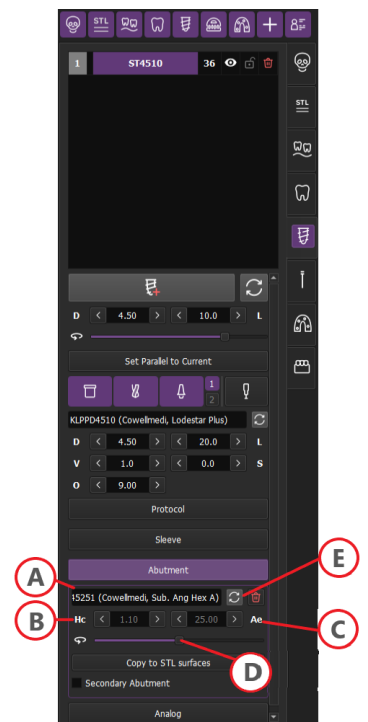 STL
1 ST4510 36
STL
D 4.50 10.0 L
Set Parallel to Current
1
2
KLPPD4510 (Cowellmedi, Lodestar Plus)
D 4.50 20.0 L
V 1.0 0.0 S
O 9.00
Protocol
Sleeve
Abutment
A
E
5251 (Cowellmedi, Sub. Ang Hex A)
B
Hc 1.10 25.00 Ae
C
D
Copy to STL surfaces
Secondary Abutment
Analog